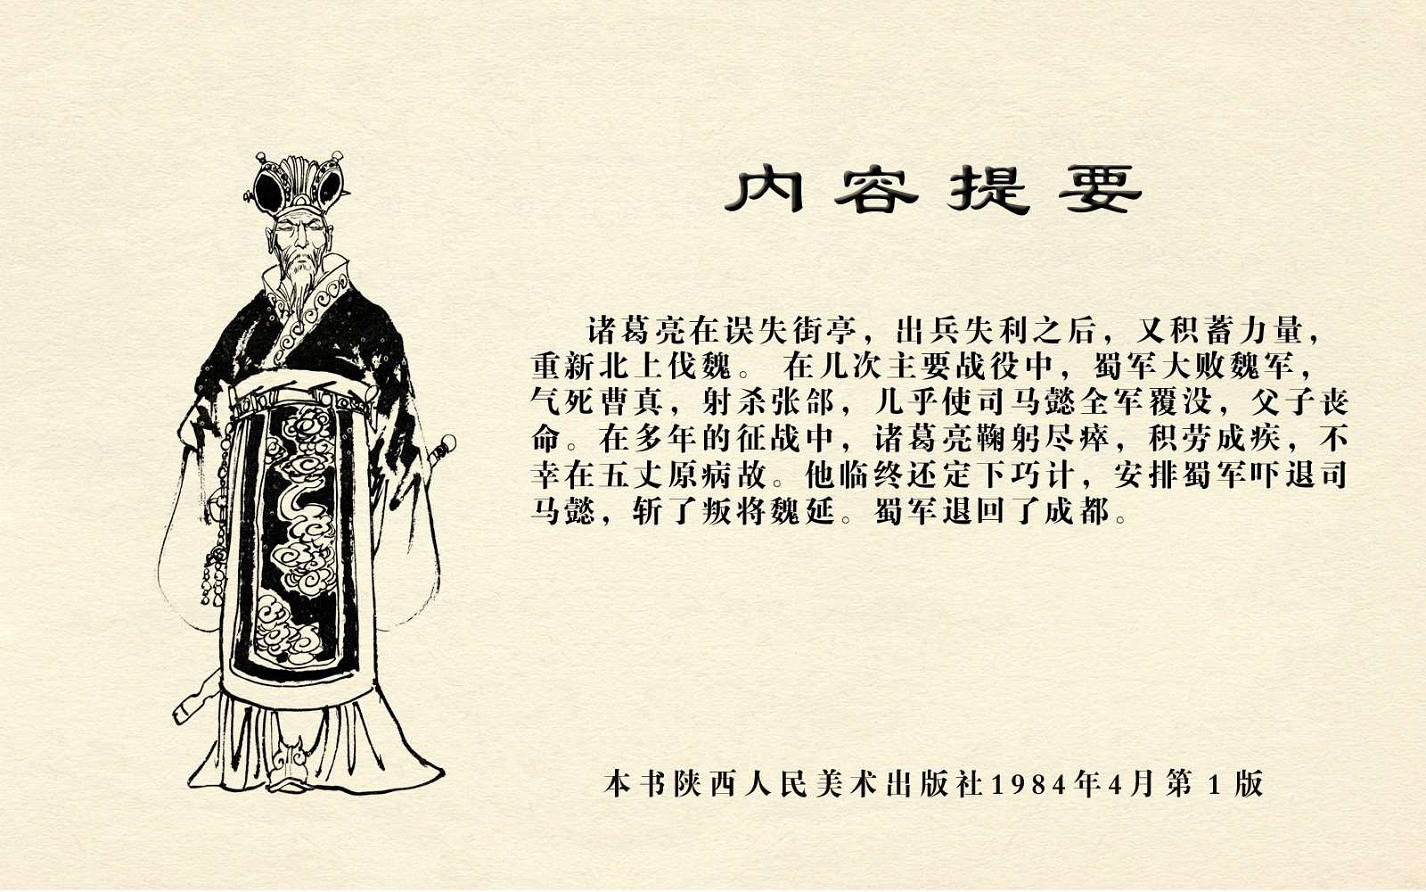 内容提要
诸葛亮在误失街亭，出兵失利之后，又积蓄力量，
重新北上伐魏。 在几次主要战役中，蜀军大败魏军，
气死曹真，射杀张郃，几乎使司马懿全军覆没，父子丧
命。在多年的征战中，诸葛亮鞠躬尽瘁，积劳成疾，不
幸在五丈原病故。他临终还定下巧计，安排蜀军吓退司
马懿，斩了叛将魏延。蜀军退回了成都。
本书陕西人民美术出版社1984年4月第 1 版